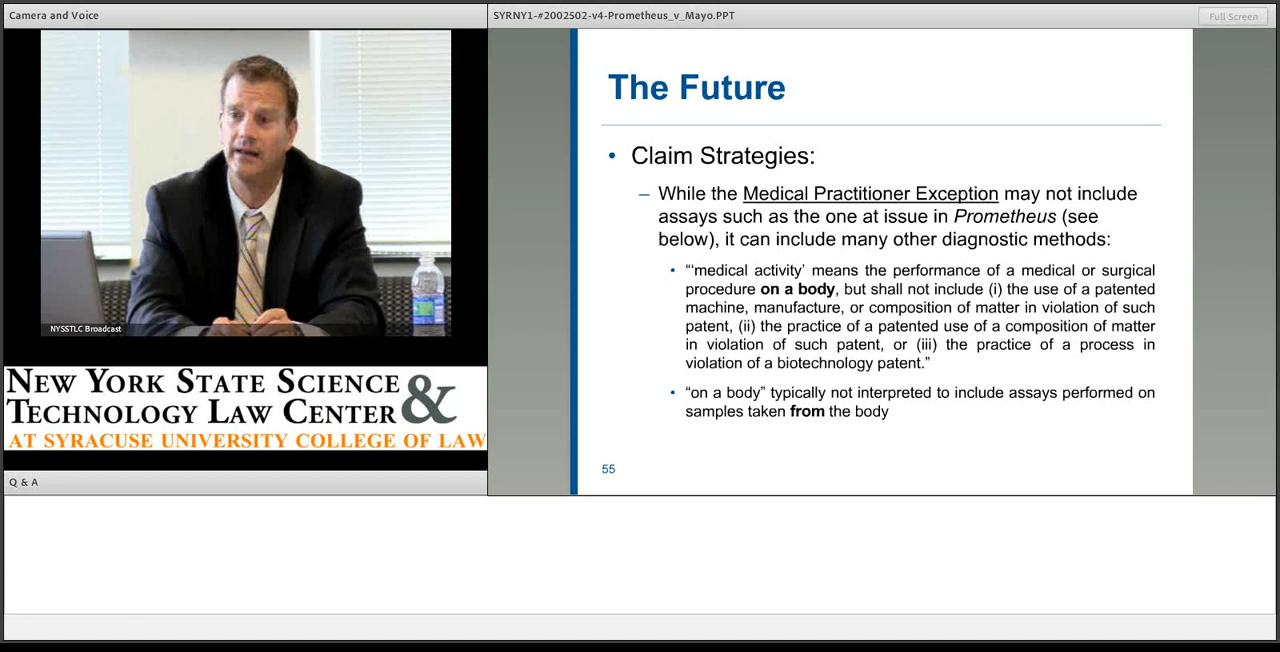 Camera and Voice
SYRNY1-#2002502-v4-Prometheus_v_Mayo.PPT
Full Screen
NYSSTLC Broadcast
NEW YORK STATE SCIENCE
&
TECHNOLOGY LAW CENTER
AT SYRACUSE UNIVERSITY COLLEGE OF LAW
Q & A
The Future
• Claim Strategies:
– While the Medical Practitioner Exception may not include
assays such as the one at issue in Prometheus (see
below), it can include many other diagnostic methods:
• “‘medical activity’ means the performance of a medical or surgical
procedure on a body, but shall not include (i) the use of a patented
machine, manufacture, or composition of matter in violation of such
patent, (ii) the practice of a patented use of a composition of matter
in violation of such patent, or (iii) the practice of a process in
violation of a biotechnology patent.”
• “on a body” typically not interpreted to include assays performed on
samples taken from the body
55